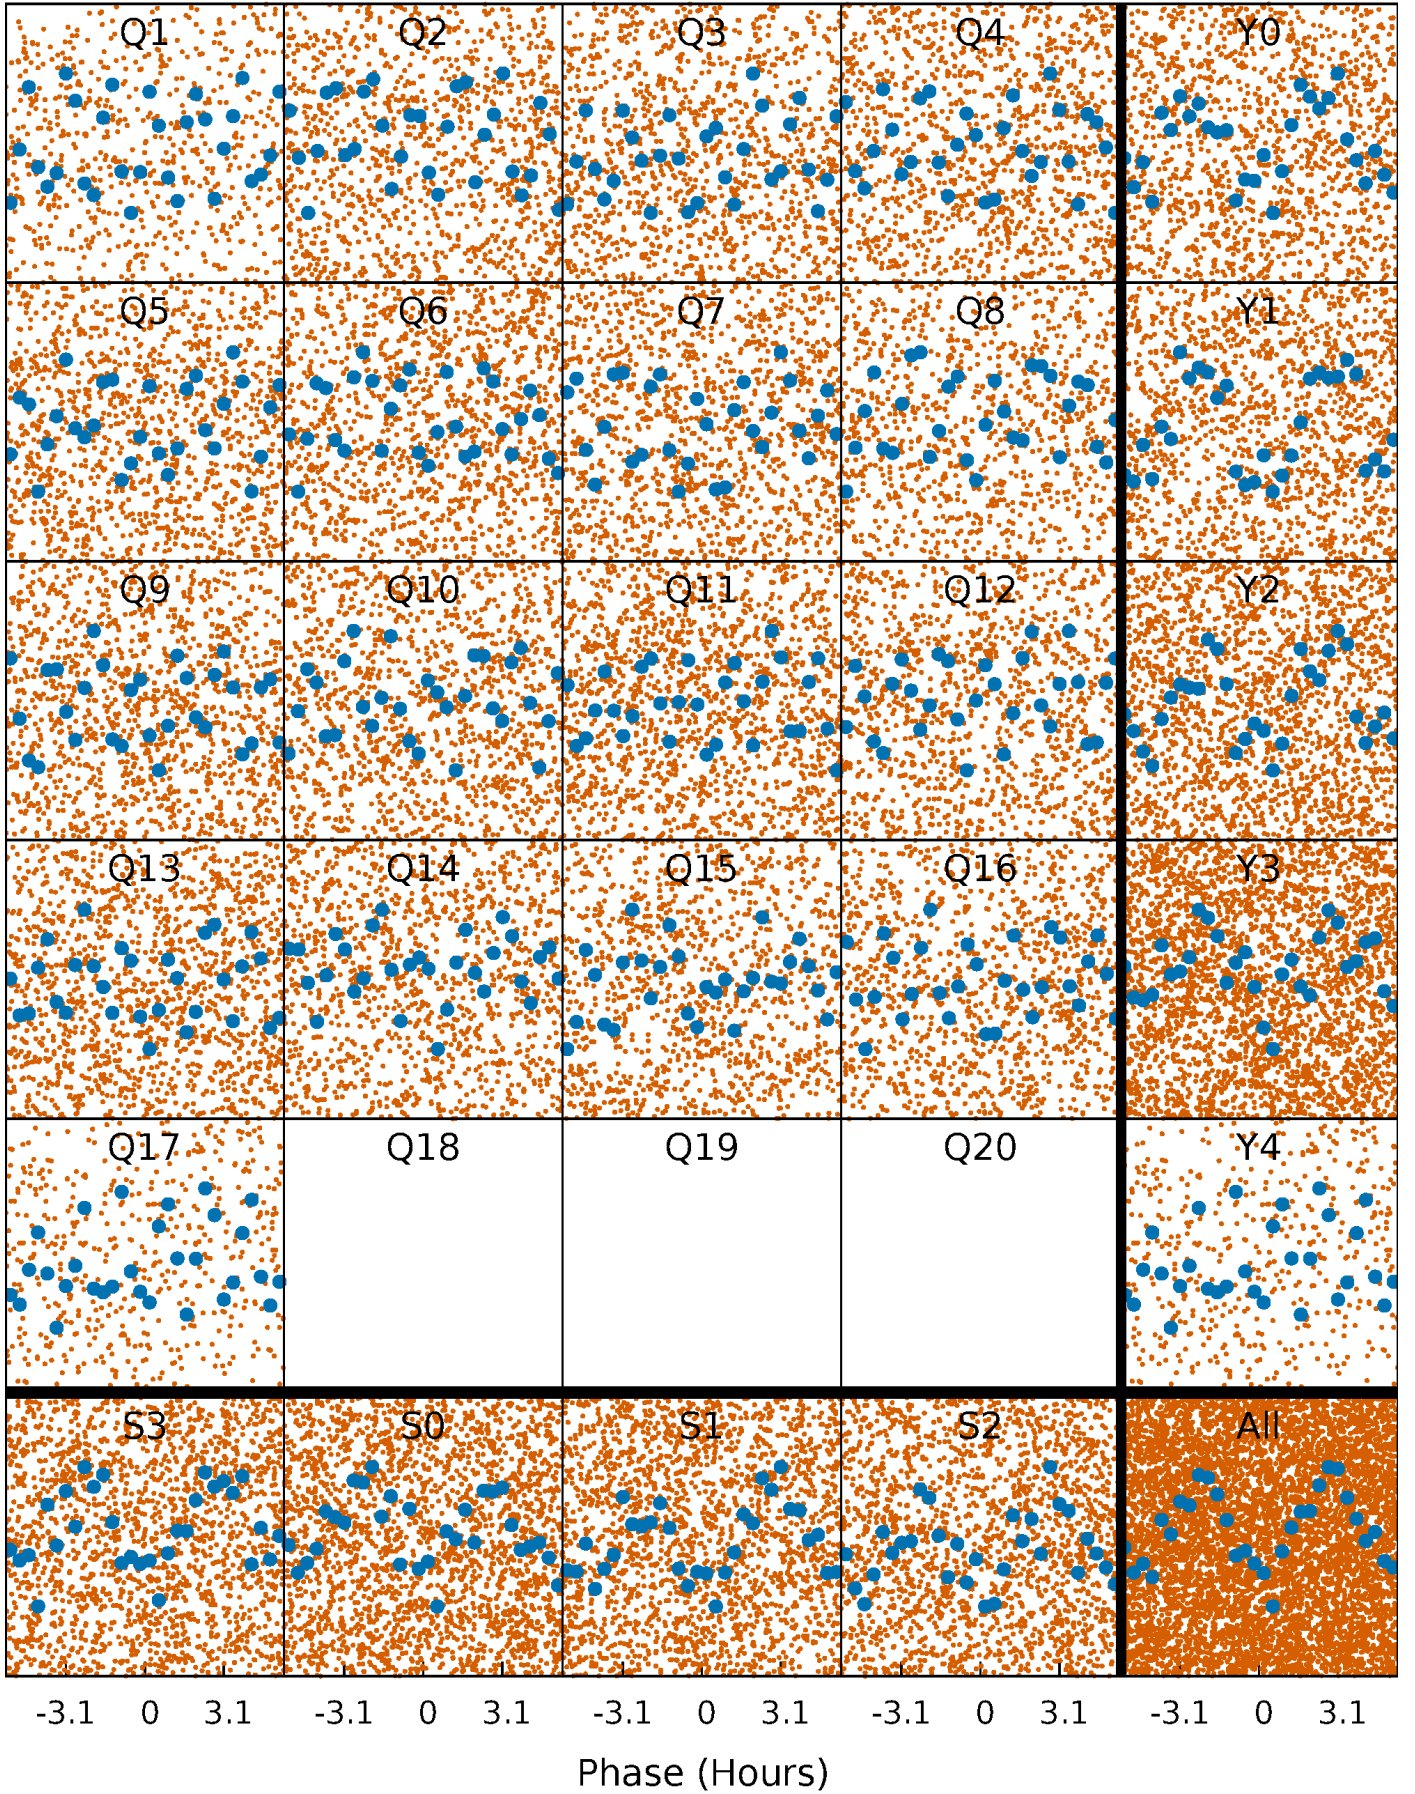 Q1 Q2 Q3 Q4 Y0
Q5 Q6 Q7 Q8 Y1
Q9 Q10 Q11 Q12 Y2
Q13 Q14 Q15 Q16 Y3
Q17 Q18 Q19 Q20 Y4
S3 S0 S1 S2 All
-3.1 0 3.1 -3.1 0 3.1 -3.1 0 3.1 -3.1 0 3.1 -3.1 0 3.1
Phase (Hours)